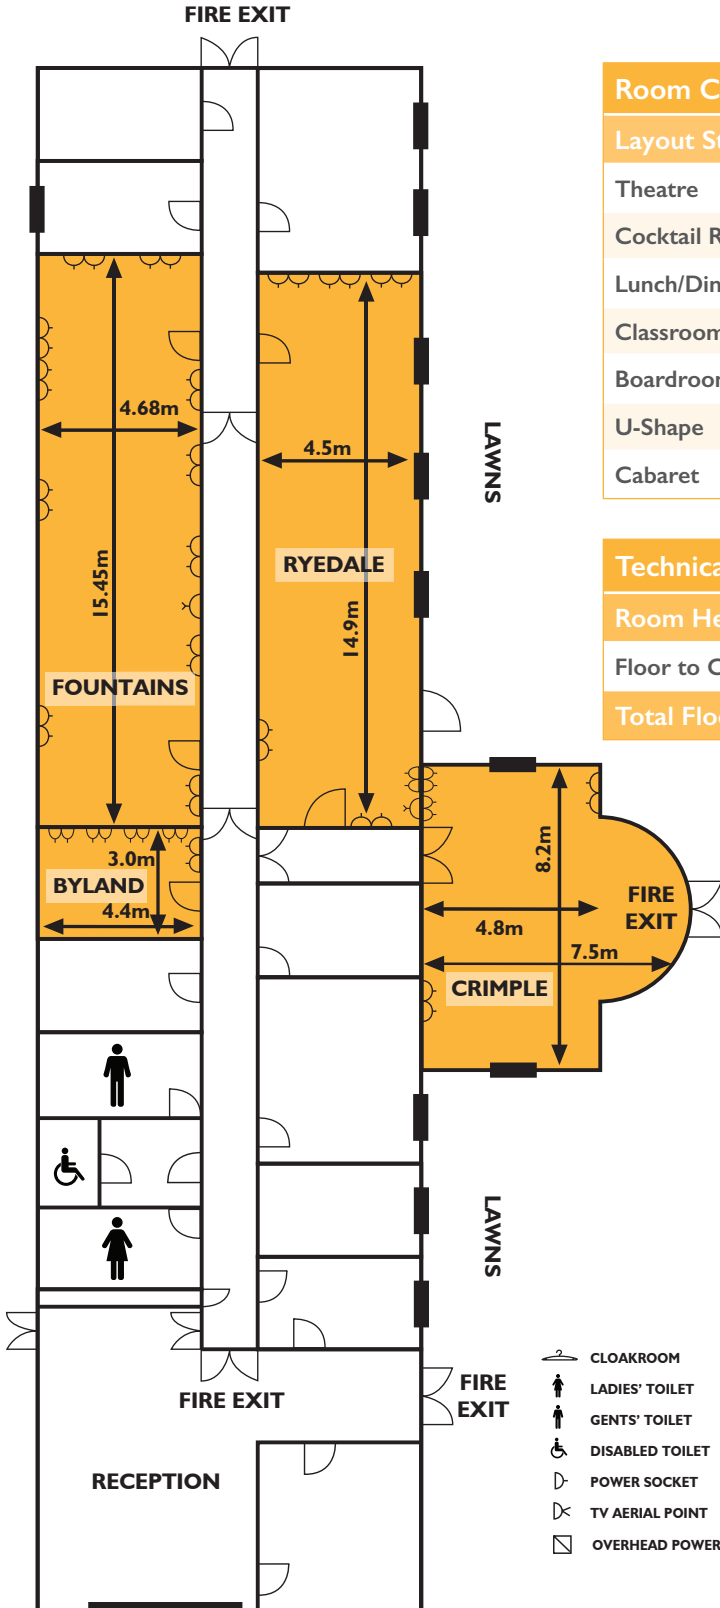 FIRE EXIT
Room C
Layout St
Theatre
Cocktail R
Lunch/Din
Classroom
Boardroom
U-Shape
Cabaret
4.68m
4.5m
LAWNS
15.45m
RYEDALE
14.9m
Technica
Room He
Floor to C
Total Floo
FOUNTAINS
3.0m
BYLAND
4.4m
8.2m
FIRE
EXIT
4.8m
7.5m
CRIMPLE
LAWNS
FIRE EXIT
FIRE
EXIT
RECEPTION
CLOAKROOM
LADIES' TOILET
GENTS' TOILET
DISABLED TOILET
POWER SOCKET
TV AERIAL POINT
OVERHEAD POWER